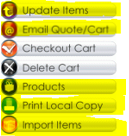 Update Items
Email Quote/Cart
Checkout Cart
Delete Cart
Products
Print Local Copy
Import Items